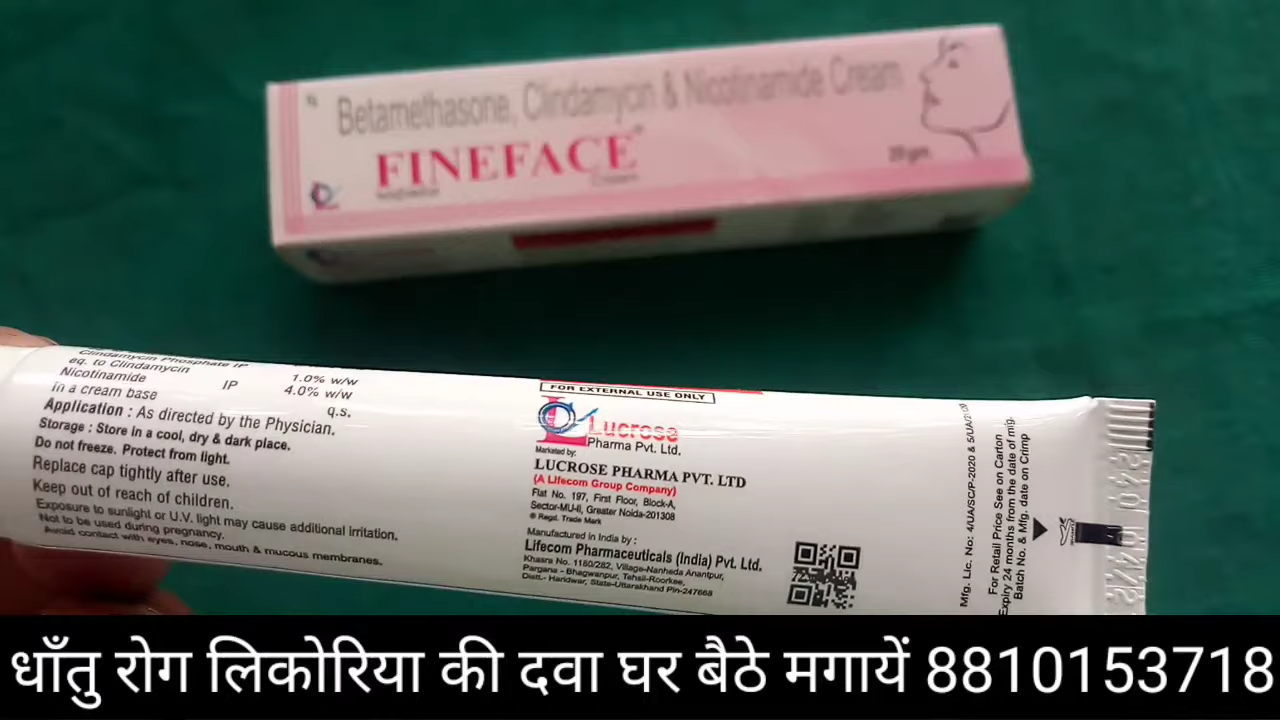 Betamethasone, Clindamycin & Nicotinamide Cream
FINEFACE
Cream
20 gm
Clindamycin Phosphate IP
eq. to Clindamycin 1.0% w/w
Nicotinamide IP 4.0% w/w
in a cream base q.s.
Application : As directed by the Physician.
Storage : Store in a cool, dry & dark place.
Do not freeze. Protect from light.
Replace cap tightly after use.
Keep out of reach of children.
Exposure to sunlight or U.V. light may cause additional irritation.
Not to be used during pregnancy.
Avoid contact with eyes, nose, mouth & mucous membranes.
FOR EXTERNAL USE ONLY
Lucrose
Pharma Pvt. Ltd.
Marketed by:
LUCROSE PHARMA PVT. LTD
(A Lifecom Group Company)
Flat No. 197, First Floor, Block-A,
Sector-MU-II, Greater Noida-201308
® Regd. Trade Mark
Manufactured in India by :
Lifecom Pharmaceuticals (India) Pvt. Ltd.
Khasra No. 1180/282, Village-Nanheda Anantpur,
Pargana - Bhagwanpur, Tehsil-Roorkee,
Distt.- Haridwar, State-Uttarakhand Pin-247668
Mfg. Lic. No: 4/UA/SC/P-2020 &
For Retail Price See on Carton
Expiry 24 months from the date of mfg.
Batch No. & Mfg. date on Crimp
धाँतु रोग लिकोरिया की दवा घर बैठे मगायें 8810153718